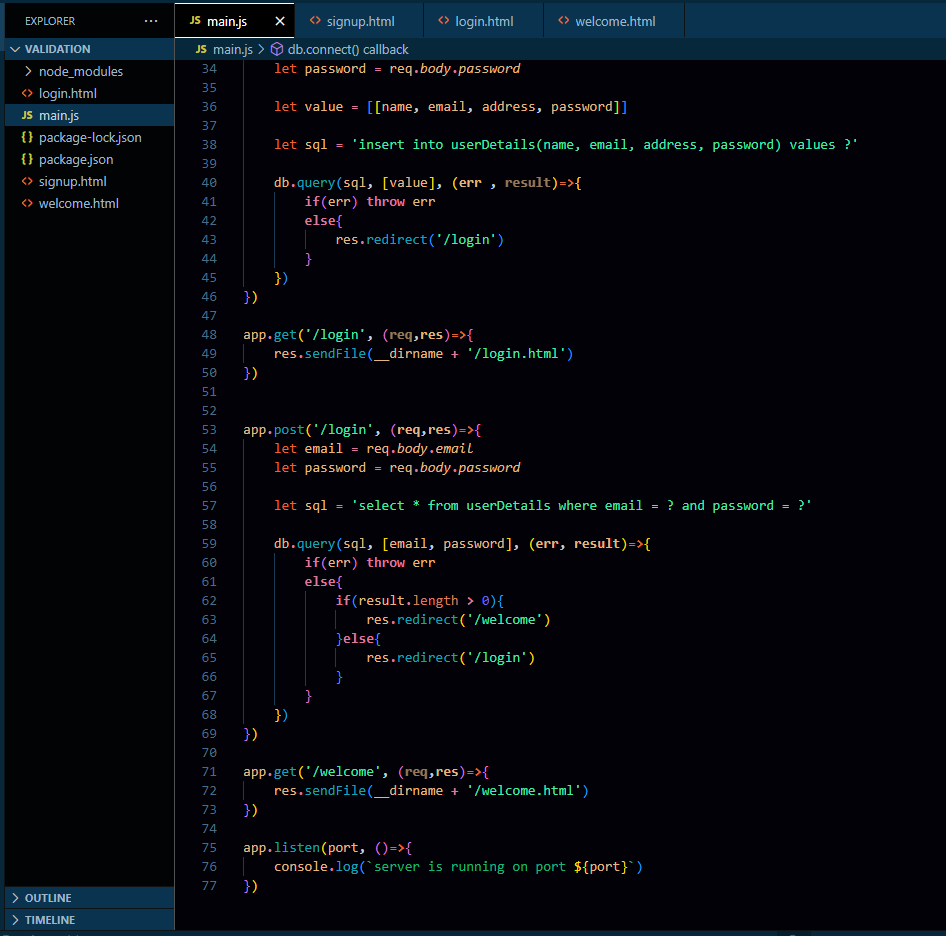 EXPLORER ...
VALIDATION
node_modules
<> login.html
JS main.js
{} package-lock.json
{} package.json
<> signup.html
<> welcome.html
OUTLINE
TIMELINE
JS main.js × <> signup.html <> login.html <> welcome.html
JS main.js > db.connect() callback
34 let password = req.body.password
35
36 let value = [[name, email, address, password]]
37
38 let sql = 'insert into userDetails(name, email, address, password) values ?'
39
40 db.query(sql, [value], (err , result)=>{
41 if(err) throw err
42 else{
43 res.redirect('/login')
44 }
45 })
46 })
47
48 app.get('/login', (req,res)=>{
49 res.sendFile(__dirname + '/login.html')
50 })
51
52
53 app.post('/login', (req,res)=>{
54 let email = req.body.email
55 let password = req.body.password
56
57 let sql = 'select * from userDetails where email = ? and password = ?'
58
59 db.query(sql, [email, password], (err, result)=>{
60 if(err) throw err
61 else{
62 if(result.length > 0){
63 res.redirect('/welcome')
64 }else{
65 res.redirect('/login')
66 }
67 }
68 })
69 })
70
71 app.get('/welcome', (req,res)=>{
72 res.sendFile(__dirname + '/welcome.html')
73 })
74
75 app.listen(port, ()=>{
76 console.log(`server is running on port ${port}`)
77 })